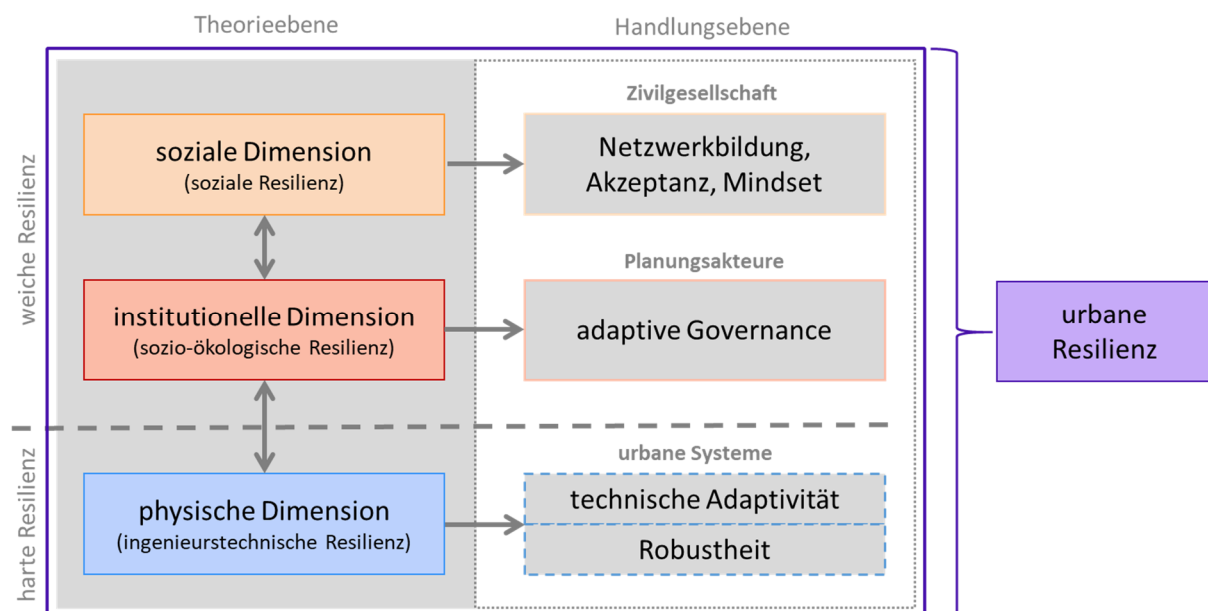 Theorieebene
Handlungsebene
weiche Resilienz
soziale Dimension
(soziale Resilienz)
Zivilgesellschaft
Netzwerkbildung,
Akzeptanz, Mindset
institutionelle Dimension
(sozio-ökologische Resilienz)
Planungsakteure
adaptive Governance
urbane
Resilienz
harte Resilienz
physische Dimension
(ingenieurstechnische Resilienz)
urbane Systeme
technische Adaptivität
Robustheit